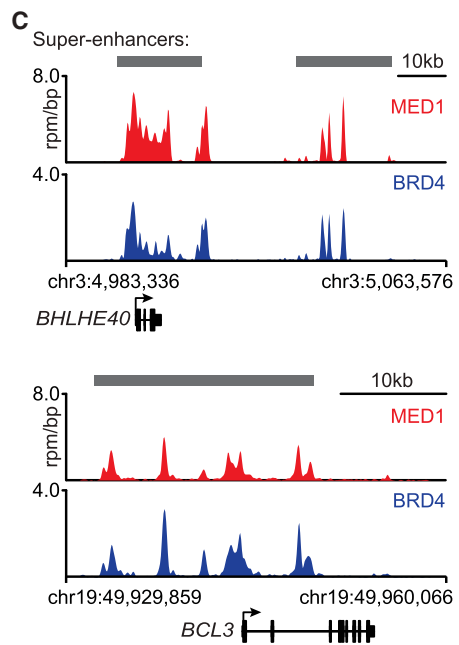 C
Super-enhancers:
10kb
8.0
rpm/bp
MED1
4.0
BRD4
chr3:4,983,336 chr3:5,063,576
BHLHE40
10kb
8.0
rpm/bp
MED1
4.0
BRD4
chr19:49,929,859 chr19:49,960,066
BCL3